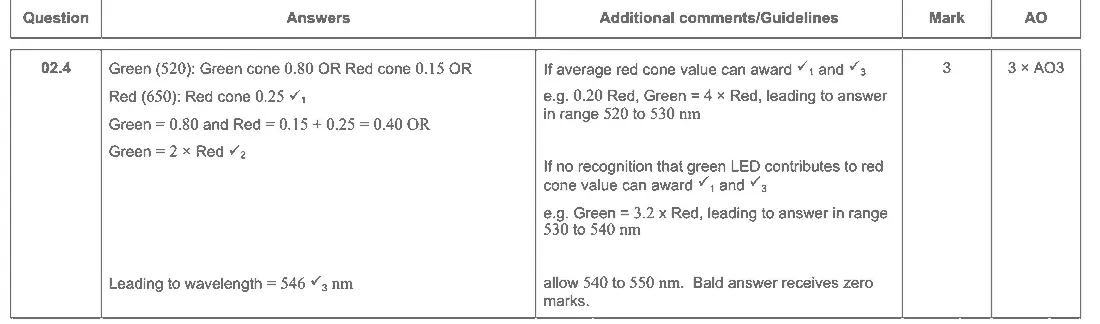 Question Answers Additional comments/Guidelines Mark AO
02.4 Green (520): Green cone 0.80 OR Red cone 0.15 OR If average red cone value can award ✓1 and ✓3 3 3 × AO3
Red (650): Red cone 0.25 ✓1 e.g. 0.20 Red, Green = 4 × Red, leading to answer
in range 520 to 530 nm
Green = 0.80 and Red = 0.15 + 0.25 = 0.40 OR
Green = 2 × Red ✓2
If no recognition that green LED contributes to red
cone value can award ✓1 and ✓3
e.g. Green = 3.2 x Red, leading to answer in range
530 to 540 nm
Leading to wavelength = 546 ✓3 nm allow 540 to 550 nm. Bald answer receives zero
marks.